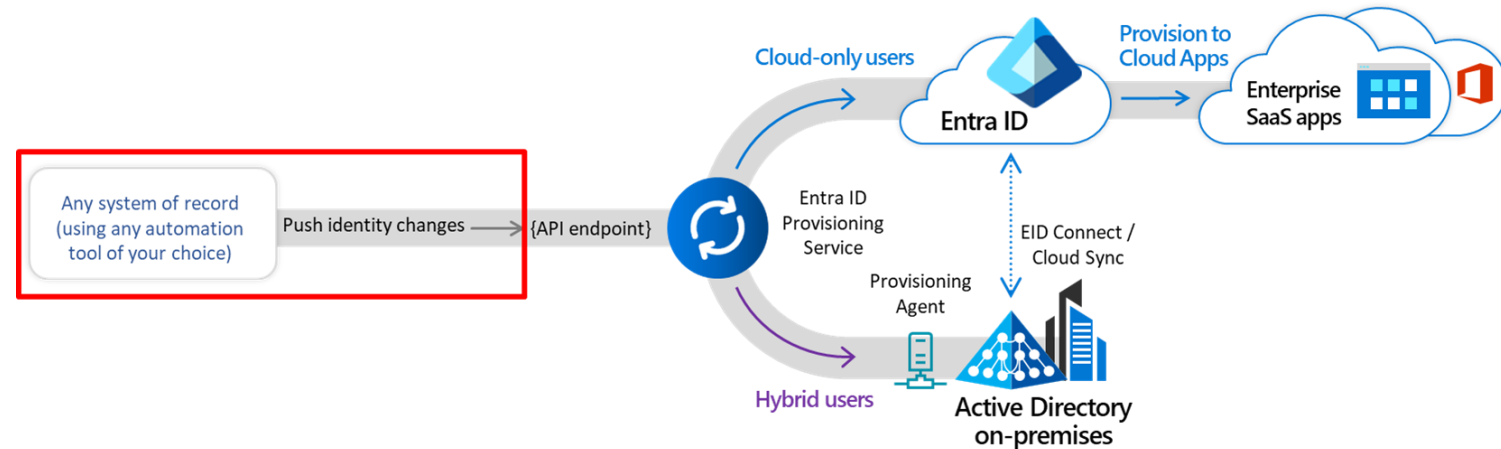 Any system of record
(using any automation
tool of your choice)
Push identity changes
{API endpoint}
Entra ID
Provisioning
Service
Cloud-only users
Entra ID
Provision to
Cloud Apps
Enterprise
SaaS apps
EID Connect /
Cloud Sync
Provisioning
Agent
Hybrid users
Active Directory
on-premises